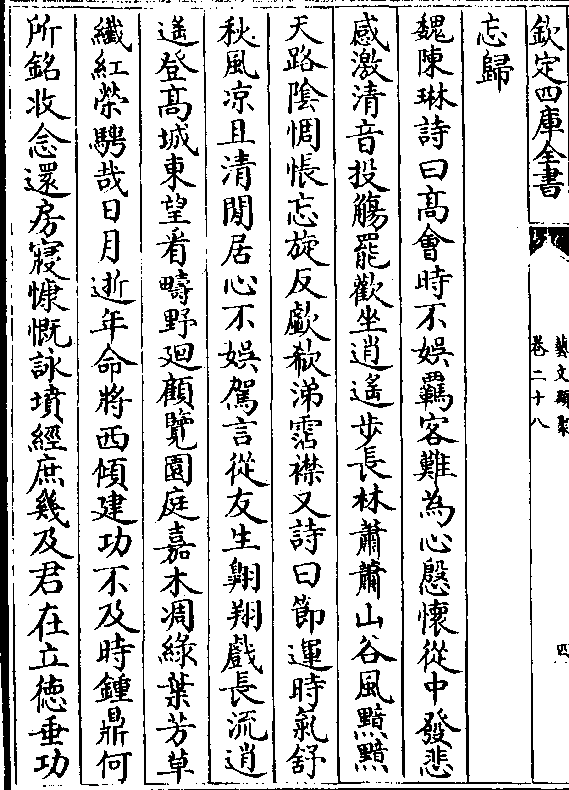 欽定四庫全書
藝文類聚
卷二十八
四
忘歸
魏陳琳詩曰髙會時不娯羈客難為心慇懷從中發悲
感激清音投觴罷歡坐逍遥步長林蕭蕭山谷風黯黯
天路隂惆悵忘旋反歔欷涕霑襟又詩曰節運時氣舒
秋風凉且清閒居心不娯駕言從友生翺翔戲長流逍
遥登髙城東望看疇野廻顧覽園庭嘉木凋綠葉芳草
纎紅榮騁哉日月逝年命將西傾建功不及時鍾鼎何
所銘收念還房寢慷慨詠墳經庶幾及君在立徳垂功